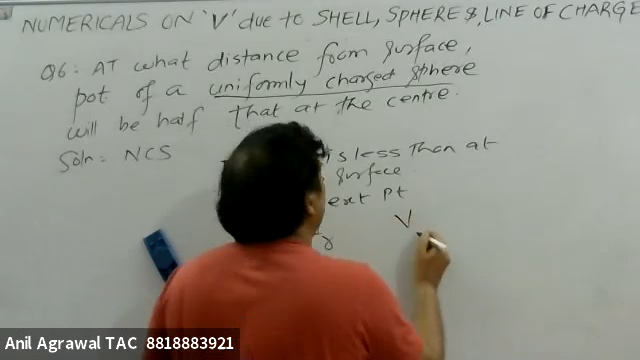 NUMERICALS ON 'V' due to SHELL, SPHERE &, LINE OF CHARGE
Q6: AT what distance from surface,
pot of a uniformly charged sphere
will be half that at the centre.
Soln: NCS
is less than at
surface
ext Pt
V
r
Anil Agrawal TAC 8818883921